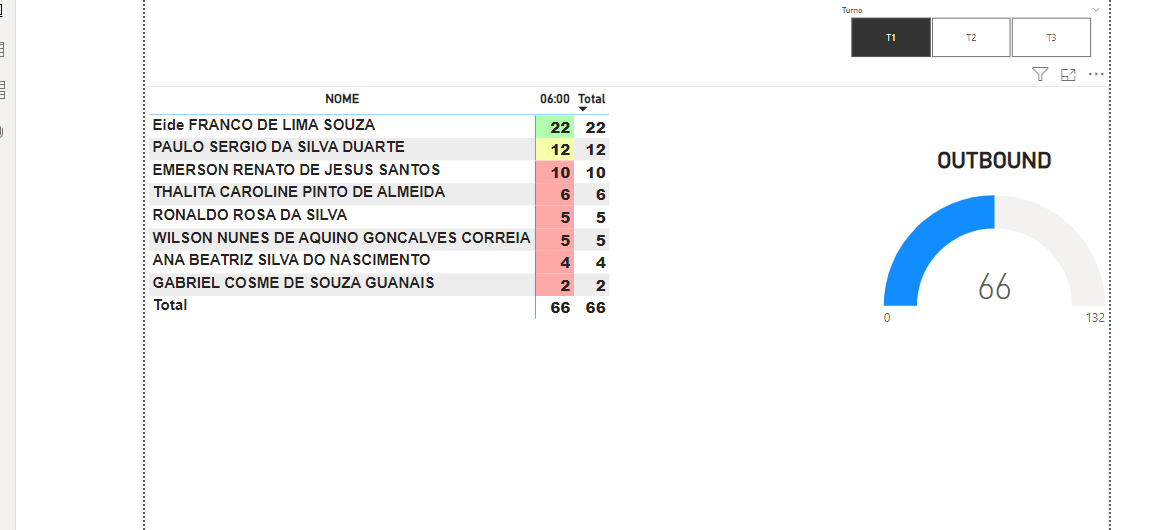 Turno
T1 T2 T3
NOME 06:00 Total
Eide FRANCO DE LIMA SOUZA 22 22
PAULO SERGIO DA SILVA DUARTE 12 12
EMERSON RENATO DE JESUS SANTOS 10 10
THALITA CAROLINE PINTO DE ALMEIDA 6 6
RONALDO ROSA DA SILVA 5 5
WILSON NUNES DE AQUINO GONCALVES CORREIA 5 5
ANA BEATRIZ SILVA DO NASCIMENTO 4 4
GABRIEL COSME DE SOUZA GUANAIS 2 2
Total 66 66
OUTBOUND
66
0 132